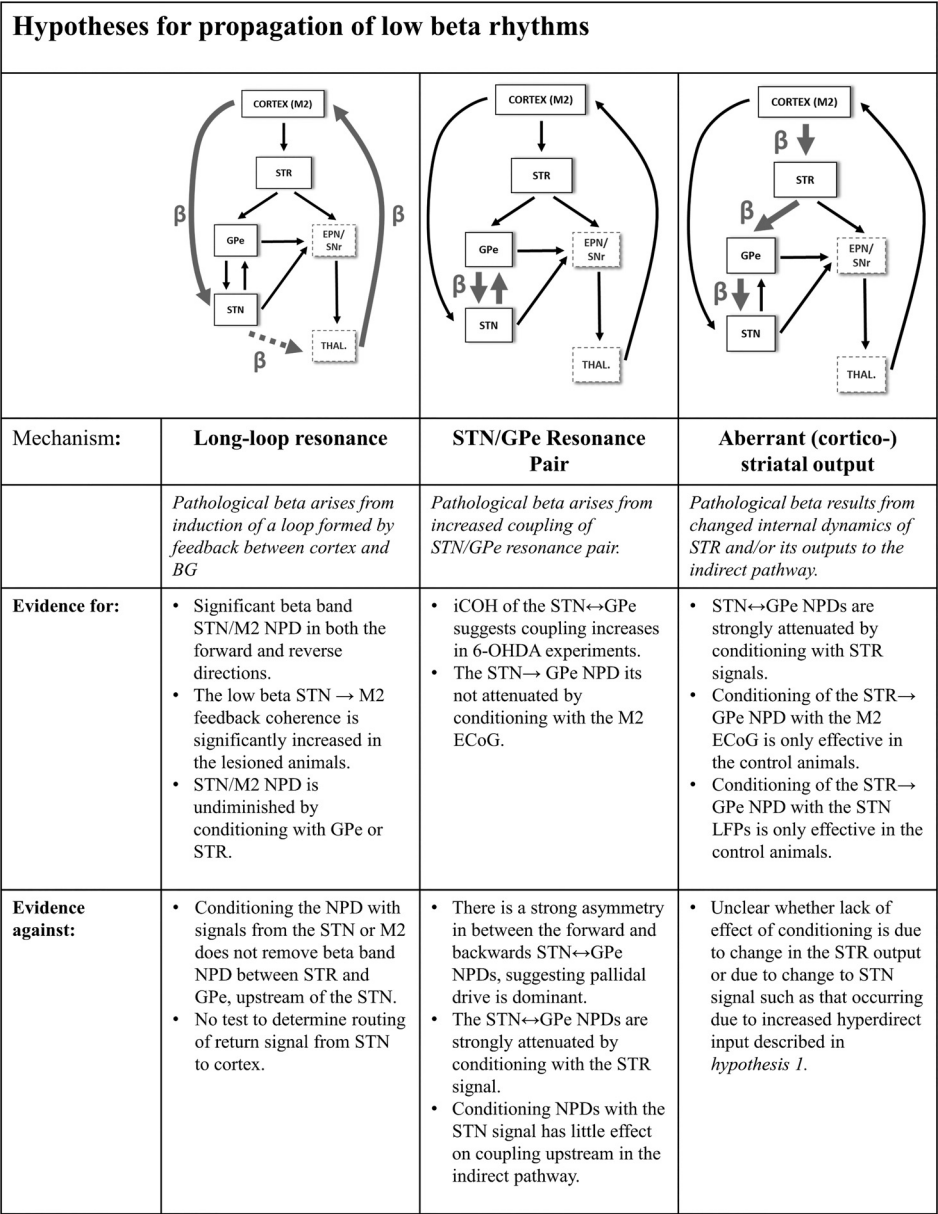 Hypotheses for propagation of low beta rhythms
CORTEX (M2)
STR
β
β
GPe
EPN/
SNr
STN
β
THAL.
CORTEX (M2)
STR
GPe
EPN/
SNr
β
STN
THAL.
CORTEX (M2)
β
STR
β
GPe
EPN/
SNr
β
STN
THAL.
Mechanism:
Long-loop resonance
STN/GPe Resonance
Pair
Aberrant (cortico-)
striatal output
Pathological beta arises from
induction of a loop formed by
feedback between cortex and
BG
Pathological beta arises from
increased coupling of
STN/GPe resonance pair.
Pathological beta results from
changed internal dynamics of
STR and/or its outputs to the
indirect pathway.
Evidence for:
• Significant beta band
STN/M2 NPD in both the
forward and reverse
directions.
• The low beta STN → M2
feedback coherence is
significantly increased in
the lesioned animals.
• STN/M2 NPD is
undiminished by
conditioning with GPe or
STR.
• iCOH of the STN↔GPe
suggests coupling increases
in 6-OHDA experiments.
• The STN→ GPe NPD its
not attenuated by
conditioning with the M2
ECoG.
• STN↔GPe NPDs are
strongly attenuated by
conditioning with STR
signals.
• Conditioning of the STR→
GPe NPD with the M2
ECoG is only effective in
the control animals.
• Conditioning of the STR→
GPe NPD with the STN
LFPs is only effective in the
control animals.
Evidence
against:
• Conditioning the NPD with
signals from the STN or M2
does not remove beta band
NPD between STR and
GPe, upstream of the STN.
• No test to determine routing
of return signal from STN
to cortex.
• There is a strong asymmetry
in between the forward and
backwards STN↔GPe
NPDs, suggesting pallidal
drive is dominant.
• The STN↔GPe NPDs are
strongly attenuated by
conditioning with the STR
signal.
• Conditioning NPDs with the
STN signal has little effect
on coupling upstream in the
indirect pathway.
• Unclear whether lack of
effect of conditioning is due
to change in the STR output
or due to change to STN
signal such as that occurring
due to increased hyperdirect
input described in
hypothesis 1.